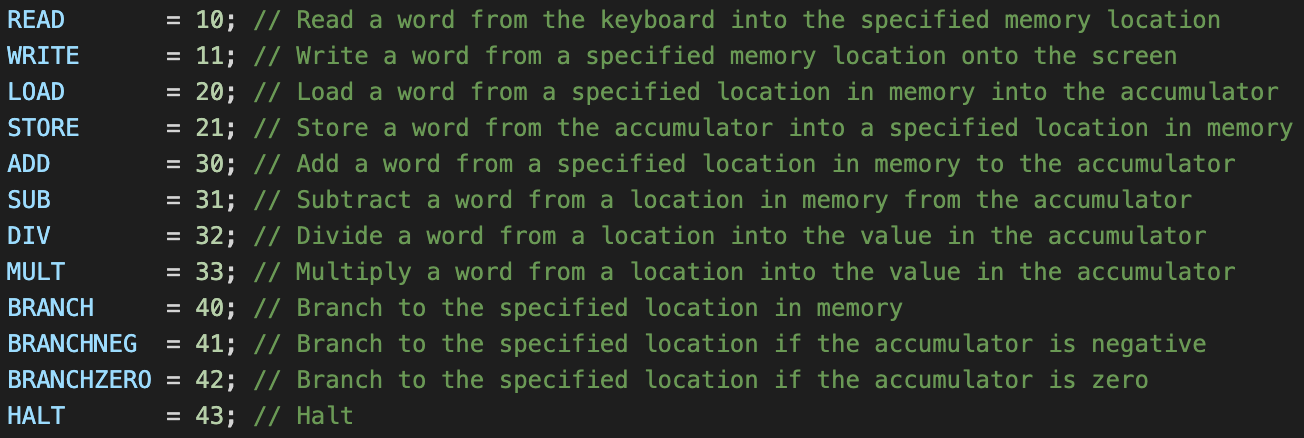 READ       = 10; // Read a word from the keyboard into the specified memory location
WRITE      = 11; // Write a word from a specified memory location onto the screen
LOAD       = 20; // Load a word from a specified location in memory into the accumulator
STORE      = 21; // Store a word from the accumulator into a specified location in memory
ADD        = 30; // Add a word from a specified location in memory to the accumulator
SUB        = 31; // Subtract a word from a location in memory from the accumulator
DIV        = 32; // Divide a word from a location into the value in the accumulator
MULT       = 33; // Multiply a word from a location into the value in the accumulator
BRANCH     = 40; // Branch to the specified location in memory
BRANCHNEG  = 41; // Branch to the specified location if the accumulator is negative
BRANCHZERO = 42; // Branch to the specified location if the accumulator is zero
HALT       = 43; // Halt